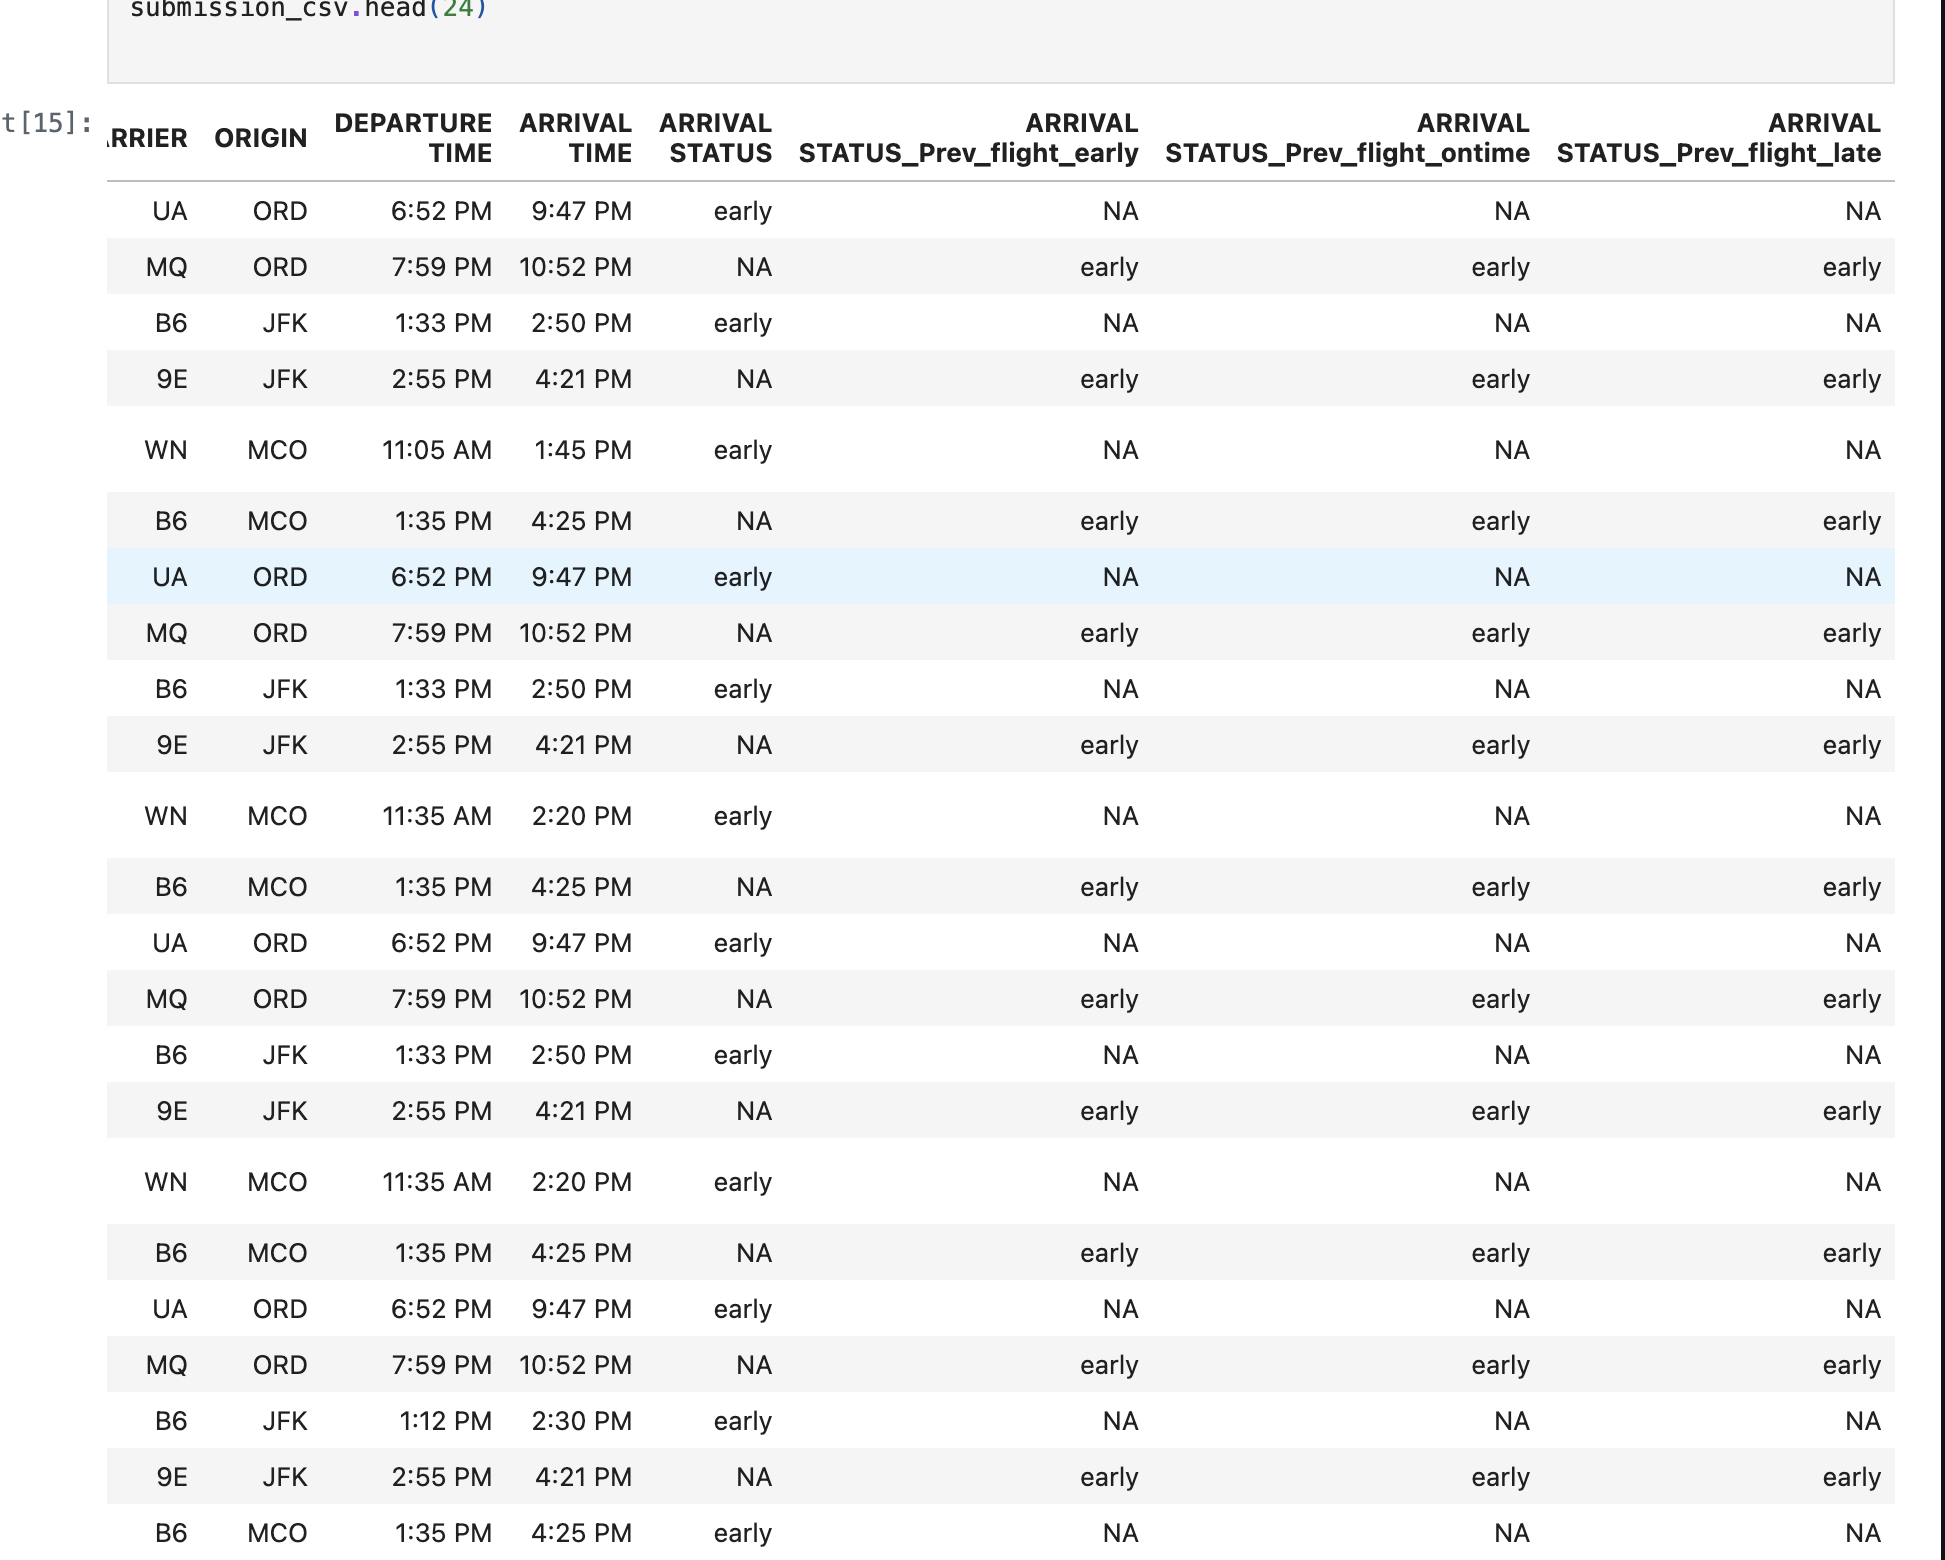 submission_csv.head(24)
t[15]:
RRIER ORIGIN DEPARTURE TIME ARRIVAL TIME ARRIVAL STATUS ARRIVAL STATUS_Prev_flight_early ARRIVAL STATUS_Prev_flight_ontime ARRIVAL STATUS_Prev_flight_late
UA ORD 6:52 PM 9:47 PM early NA NA NA
MQ ORD 7:59 PM 10:52 PM NA early early early
B6 JFK 1:33 PM 2:50 PM early NA NA NA
9E JFK 2:55 PM 4:21 PM NA early early early
WN MCO 11:05 AM 1:45 PM early NA NA NA
B6 MCO 1:35 PM 4:25 PM NA early early early
UA ORD 6:52 PM 9:47 PM early NA NA NA
MQ ORD 7:59 PM 10:52 PM NA early early early
B6 JFK 1:33 PM 2:50 PM early NA NA NA
9E JFK 2:55 PM 4:21 PM NA early early early
WN MCO 11:35 AM 2:20 PM early NA NA NA
B6 MCO 1:35 PM 4:25 PM NA early early early
UA ORD 6:52 PM 9:47 PM early NA NA NA
MQ ORD 7:59 PM 10:52 PM NA early early early
B6 JFK 1:33 PM 2:50 PM early NA NA NA
9E JFK 2:55 PM 4:21 PM NA early early early
WN MCO 11:35 AM 2:20 PM early NA NA NA
B6 MCO 1:35 PM 4:25 PM NA early early early
UA ORD 6:52 PM 9:47 PM early NA NA NA
MQ ORD 7:59 PM 10:52 PM NA early early early
B6 JFK 1:12 PM 2:30 PM early NA NA NA
9E JFK 2:55 PM 4:21 PM NA early early early
B6 MCO 1:35 PM 4:25 PM early NA NA NA